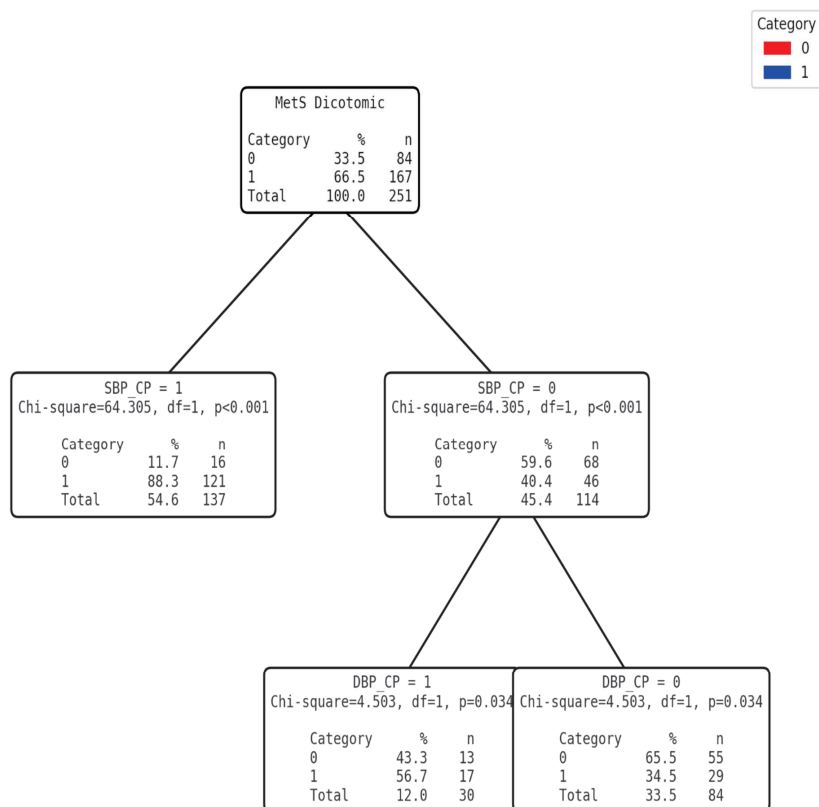 Category
0
1
MetS Dicotomic
Category % n
0 33.5 84
1 66.5 167
Total 100.0 251
SBP_CP = 1
Chi-square=64.305, df=1, p<0.001
Category % n
0 11.7 16
1 88.3 121
Total 54.6 137
SBP_CP = 0
Chi-square=64.305, df=1, p<0.001
Category % n
0 59.6 68
1 40.4 46
Total 45.4 114
DBP_CP = 1
Chi-square=4.503, df=1, p=0.034
Category % n
0 43.3 13
1 56.7 17
Total 12.0 30
DBP_CP = 0
Chi-square=4.503, df=1, p=0.034
Category % n
0 65.5 55
1 34.5 29
Total 33.5 84